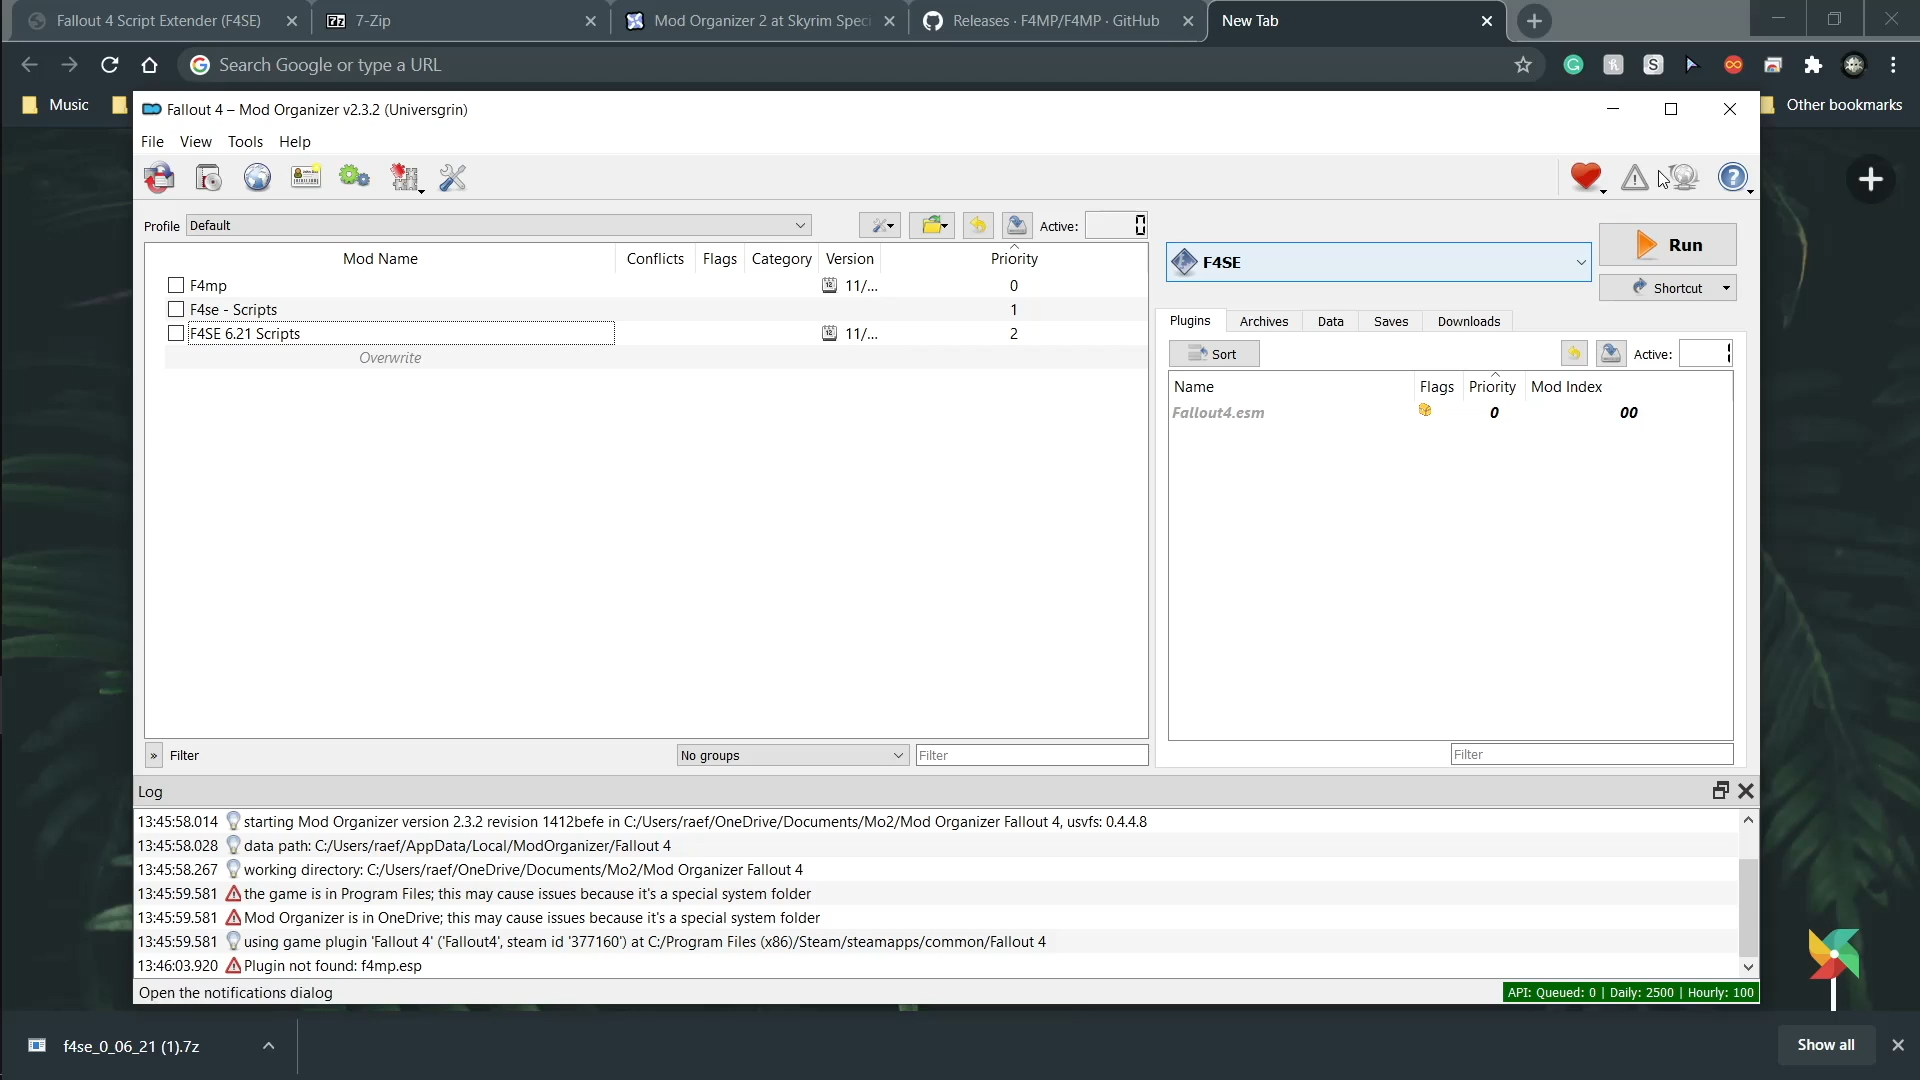 Fallout 4 Script Extender (F4SE)
7-Zip
Mod Organizer 2 at Skyrim Speci
Releases · F4MP/F4MP · GitHub
New Tab
Search Google or type a URL
Music
Other bookmarks
Fallout 4 – Mod Organizer v2.3.2 (Universgrin)
File View Tools Help
Profile Default
Active: 0
Mod Name Conflicts Flags Category Version Priority
F4mp 11/... 0
F4se - Scripts 1
F4SE 6.21 Scripts 11/... 2
Overwrite
F4SE
Run
Shortcut
Plugins Archives Data Saves Downloads
Sort
Active:
Name Flags Priority Mod Index
Fallout4.esm 0 00
» Filter
No groups
Filter
Filter
Log
13:45:58.014 starting Mod Organizer version 2.3.2 revision 1412befe in C:/Users/raef/OneDrive/Documents/Mo2/Mod Organizer Fallout 4, usvfs: 0.4.4.8
13:45:58.028 data path: C:/Users/raef/AppData/Local/ModOrganizer/Fallout 4
13:45:58.267 working directory: C:/Users/raef/OneDrive/Documents/Mo2/Mod Organizer Fallout 4
13:45:59.581 the game is in Program Files; this may cause issues because it's a special system folder
13:45:59.581 Mod Organizer is in OneDrive; this may cause issues because it's a special system folder
13:45:59.581 using game plugin 'Fallout 4' ('Fallout4', steam id '377160') at C:/Program Files (x86)/Steam/steamapps/common/Fallout 4
13:46:03.920 Plugin not found: f4mp.esp
Open the notifications dialog
API: Queued: 0 | Daily: 2500 | Hourly: 100
f4se_0_06_21 (1).7z
Show all